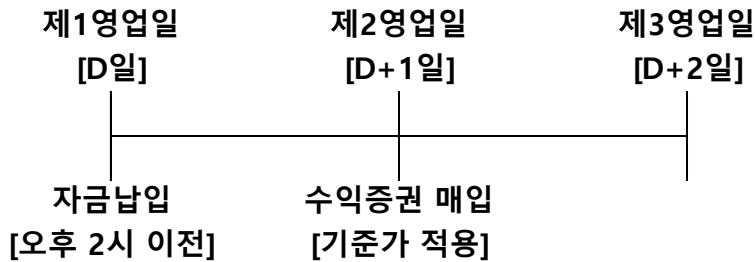 제1영업일 제2영업일 제3영업일
[D일] [D+1일] [D+2일]
자금납입 수익증권 매입
[오후 2시 이전] [기준가 적용]